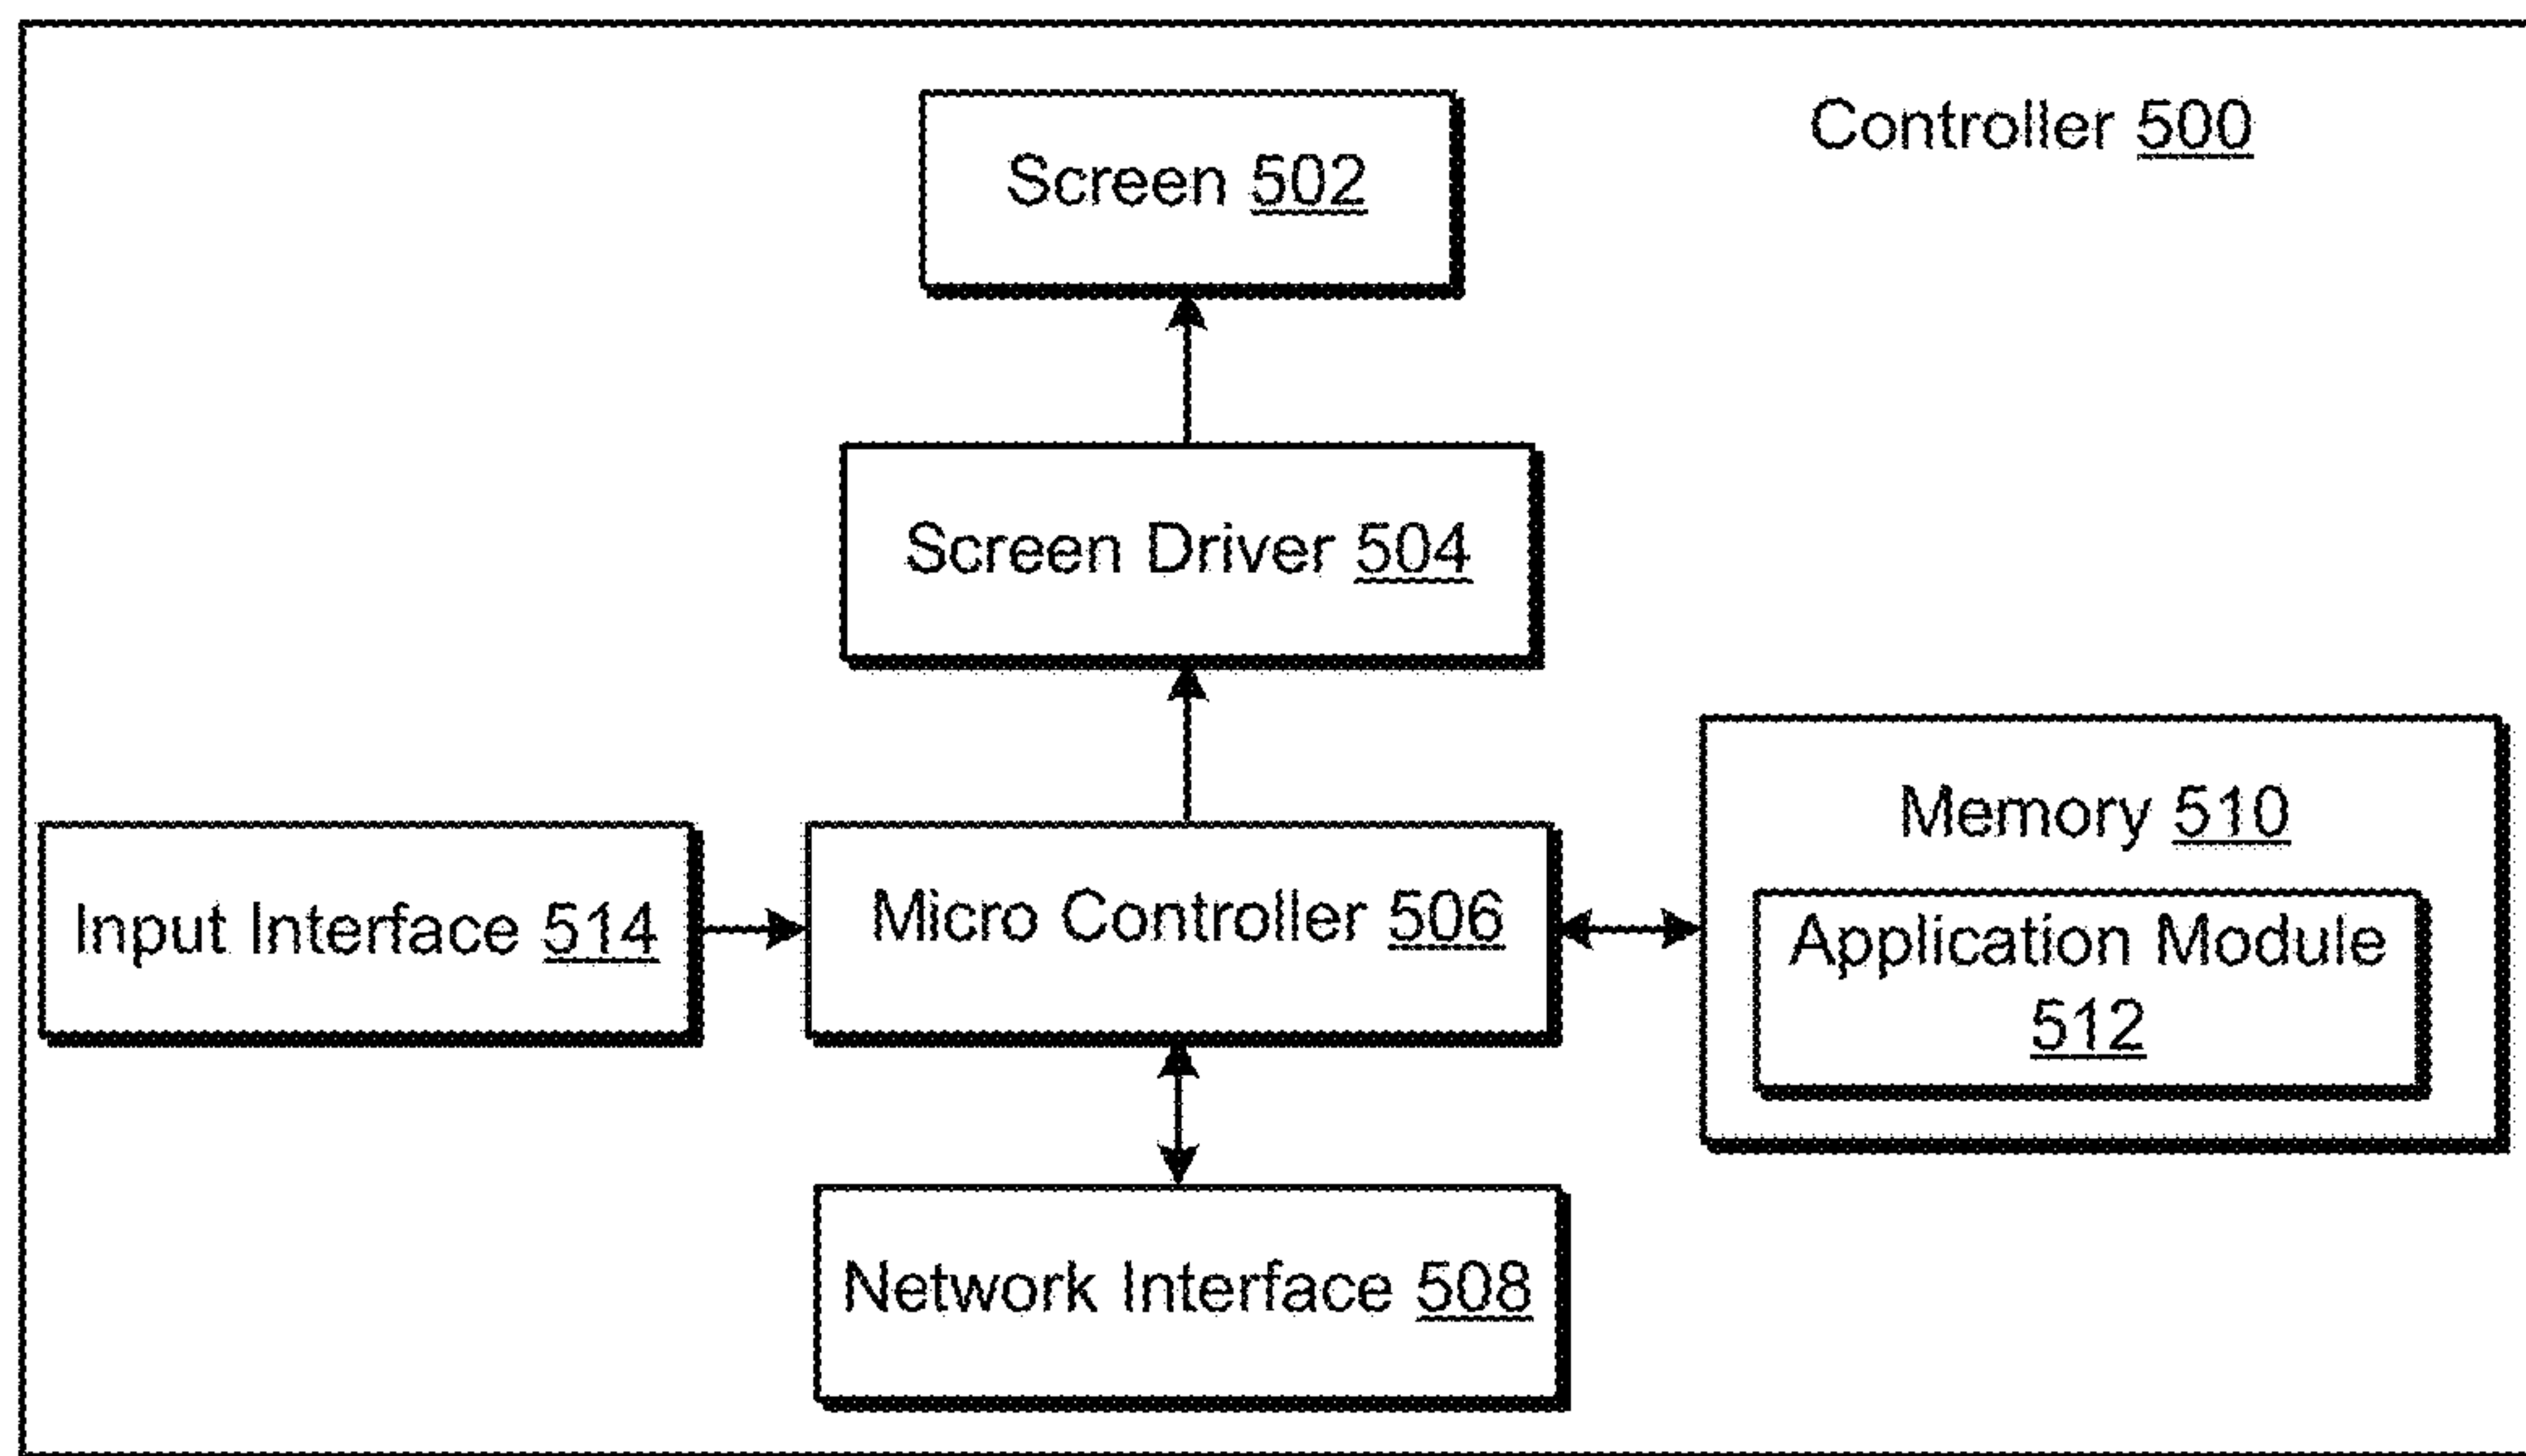 Controller 500
Screen 502
Screen Driver 504
Memory 510
Input Interface 514
Micro Controller 506
Application Module
512
Network Interface 508